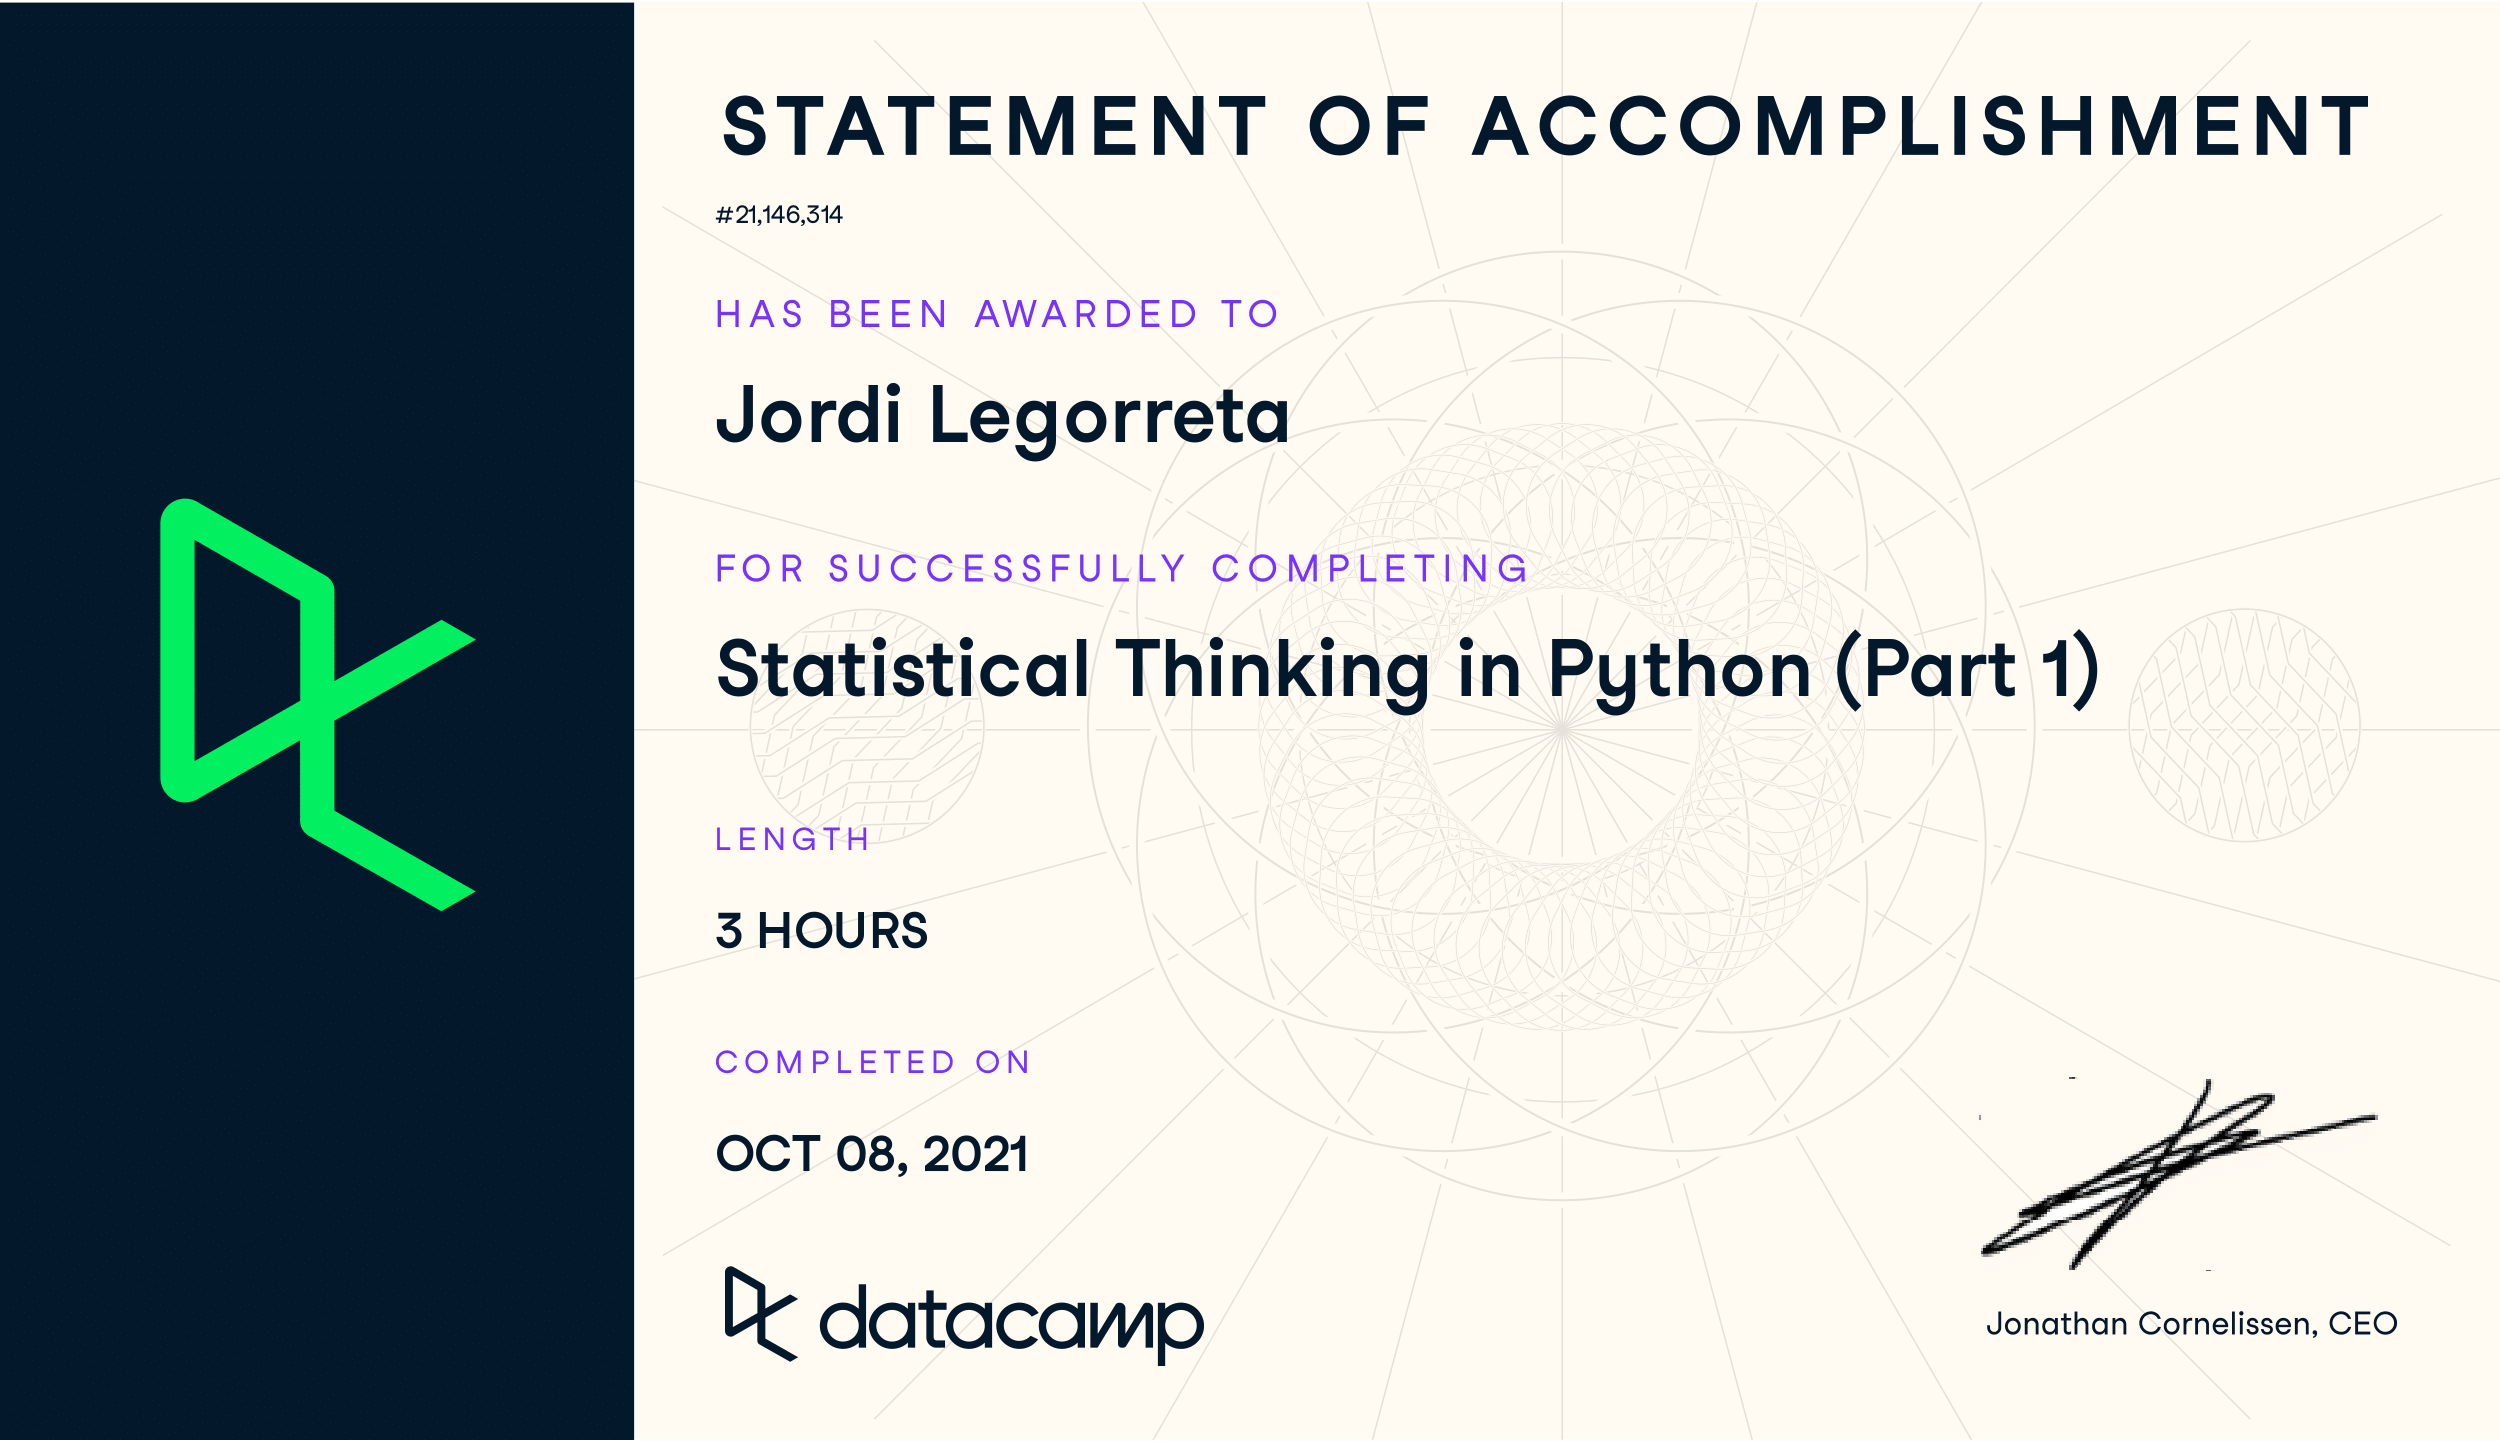 STATEMENT OF ACCOMPLISHMENT
#21,146,314
HAS BEEN AWARDED TO
Jordi Legorreta
FOR SUCCESSFULLY COMPLETING
Statistical Thinking in Python (Part 1)
LENGTH
3 HOURS
COMPLETED ON
OCT 08, 2021
datacamp
Jonathan Cornelissen, CEO